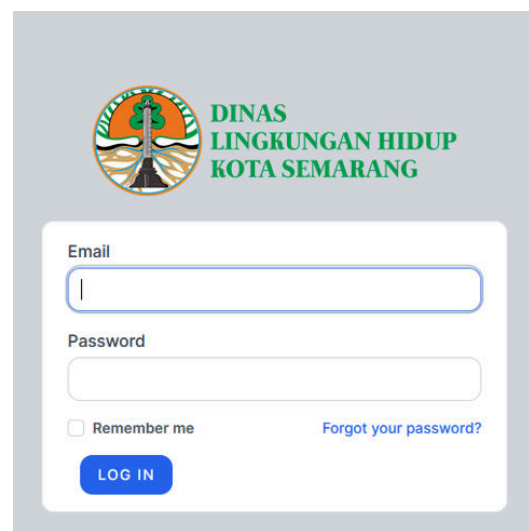 DINAS
LINGKUNGAN HIDUP
KOTA SEMARANG
Email
Password
Remember me
Forgot your password?
LOG IN